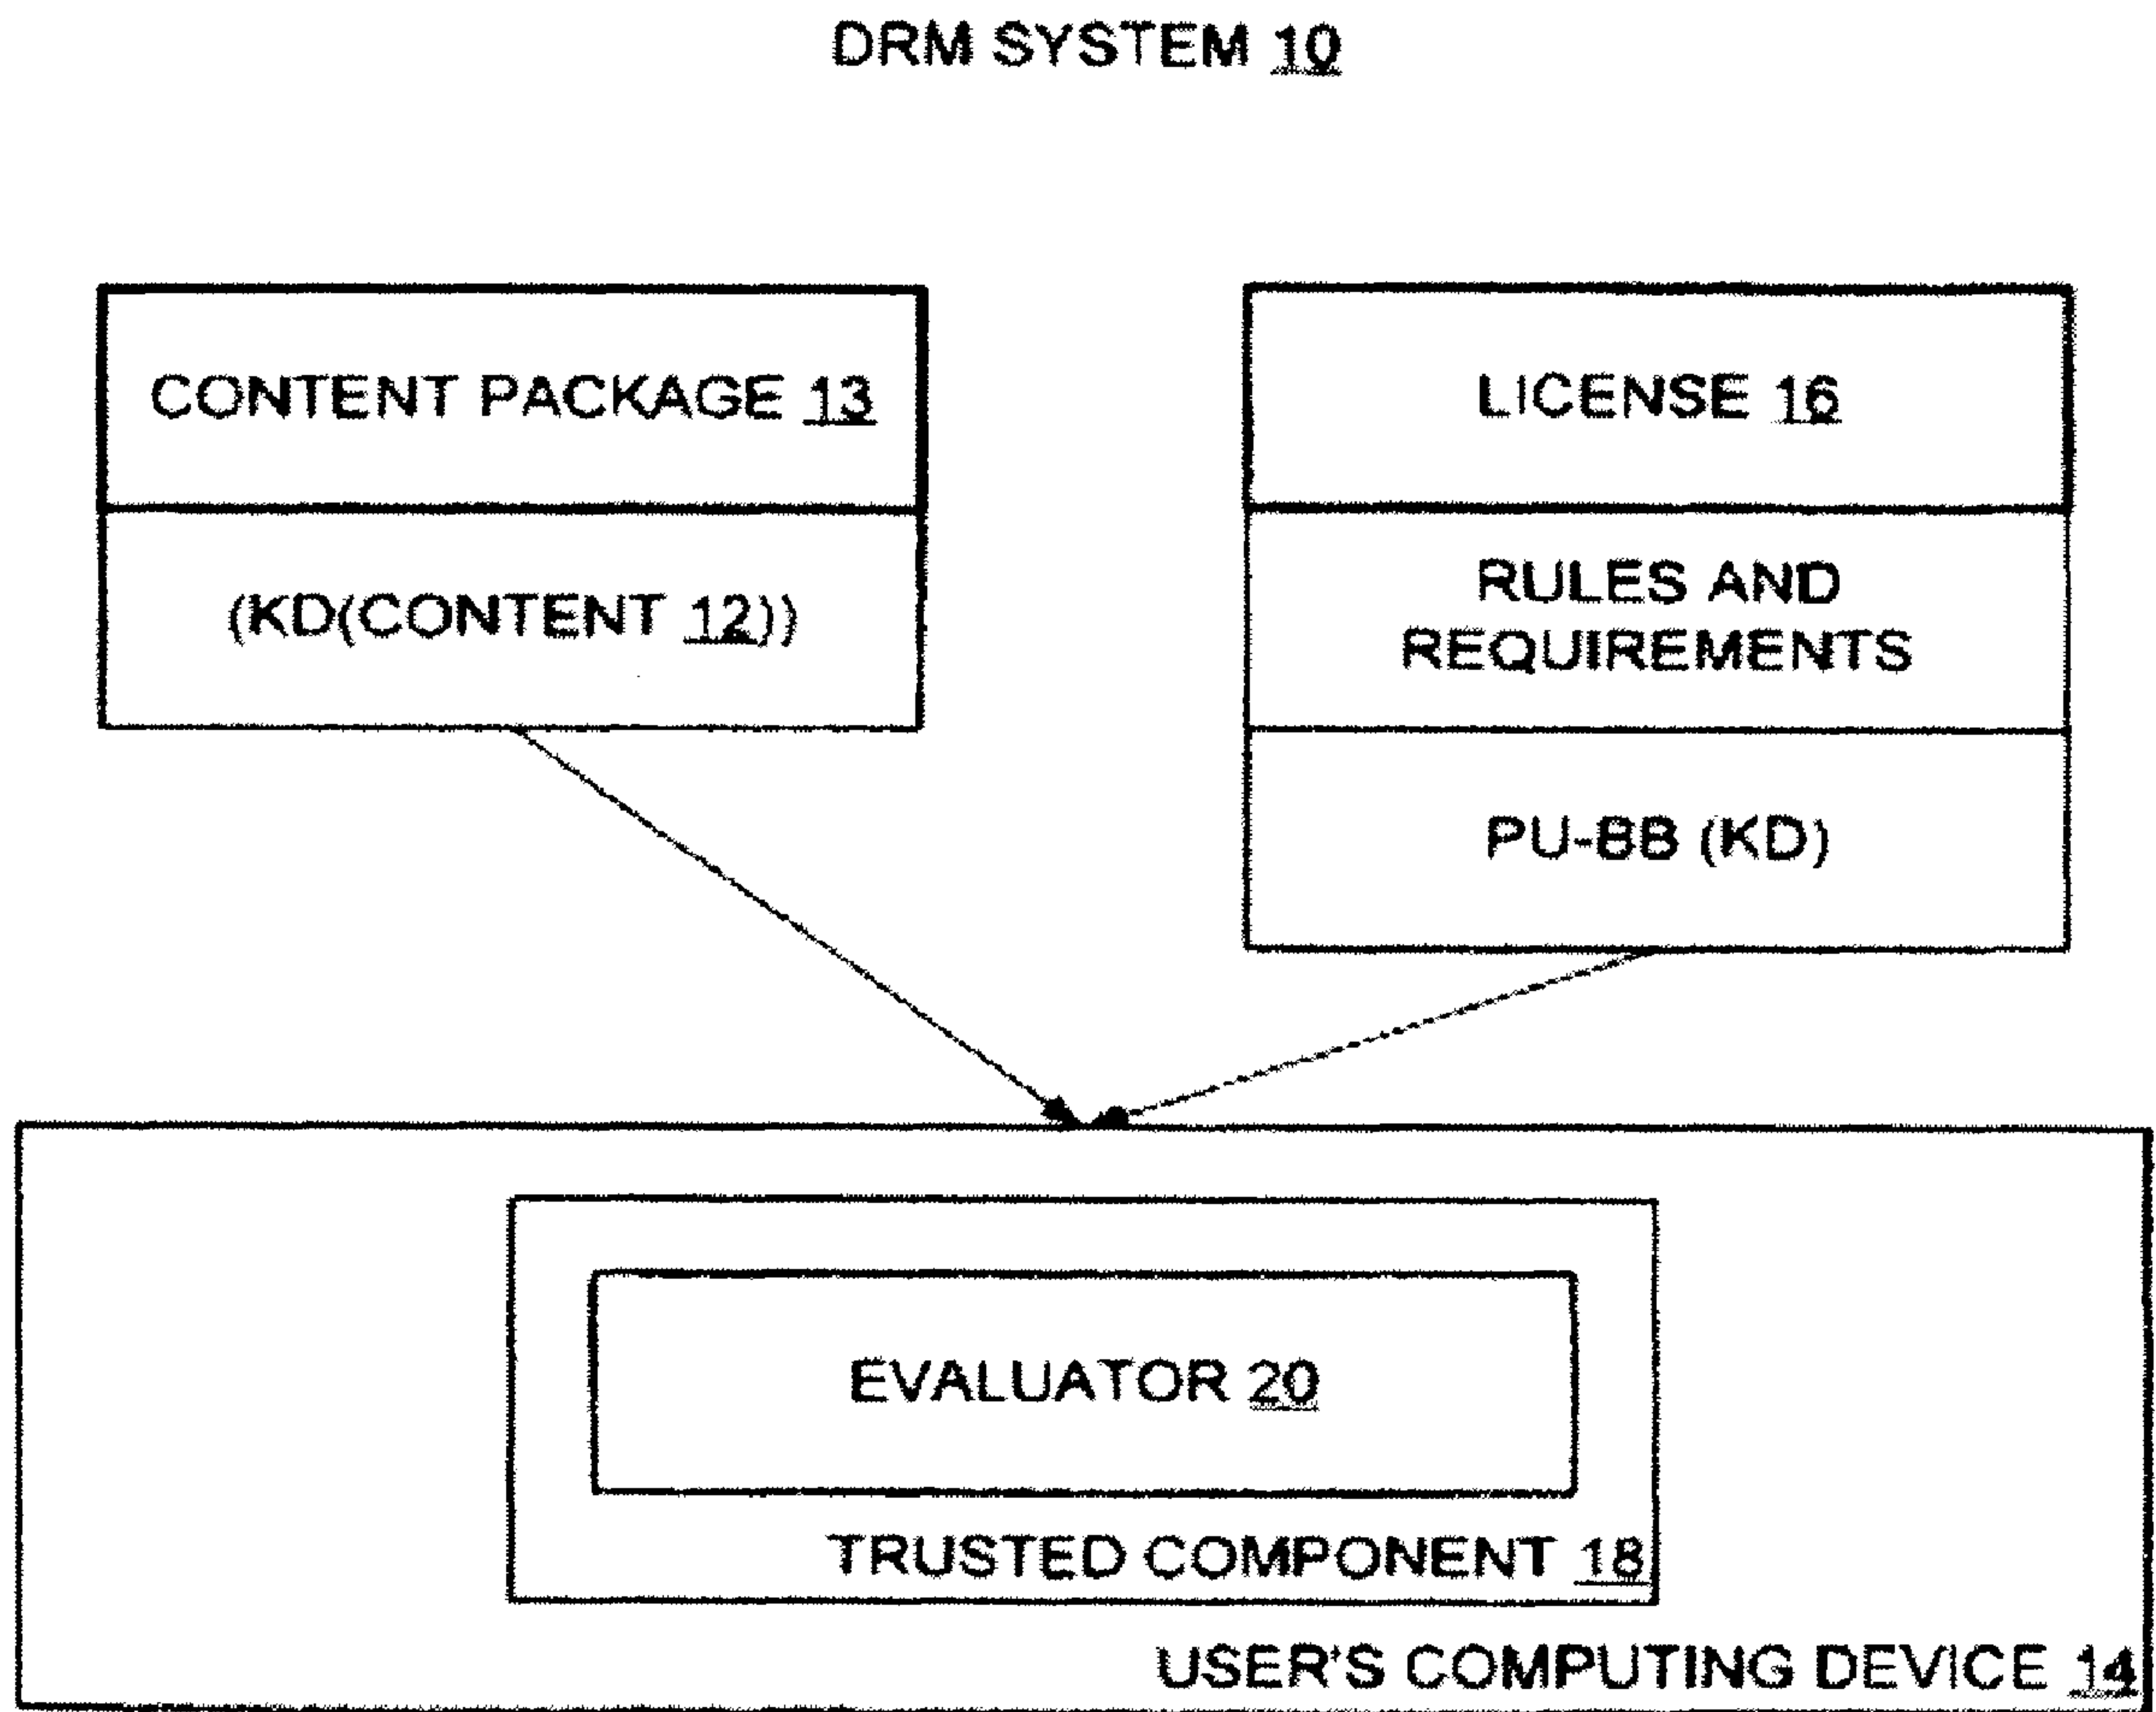 DRM SYSTEM 10
CONTENT PACKAGE 13
(KD(CONTENT 12))
LICENSE 16
RULES AND
REQUIREMENTS
PU-BB (KD)
EVALUATOR 20
TRUSTED COMPONENT 18
USER'S COMPUTING DEVICE 14